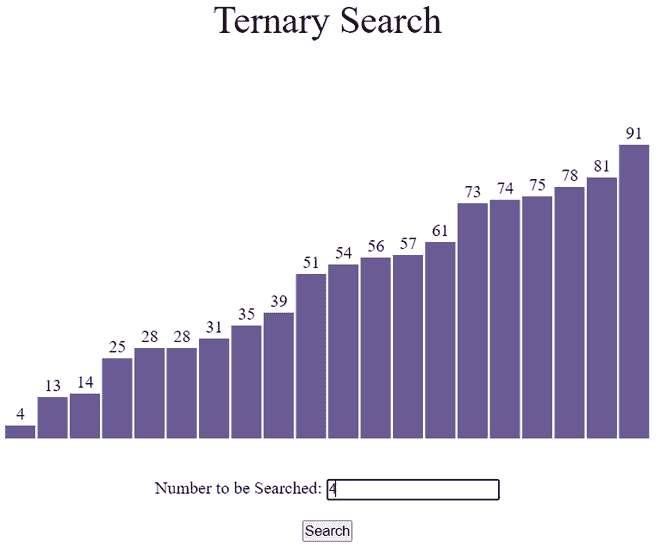 Ternary Search
4 13 14 25 28 28 31 35 39 51 54 56 57 61 73 74 75 78 81 91
Number to be Searched: 4
Search